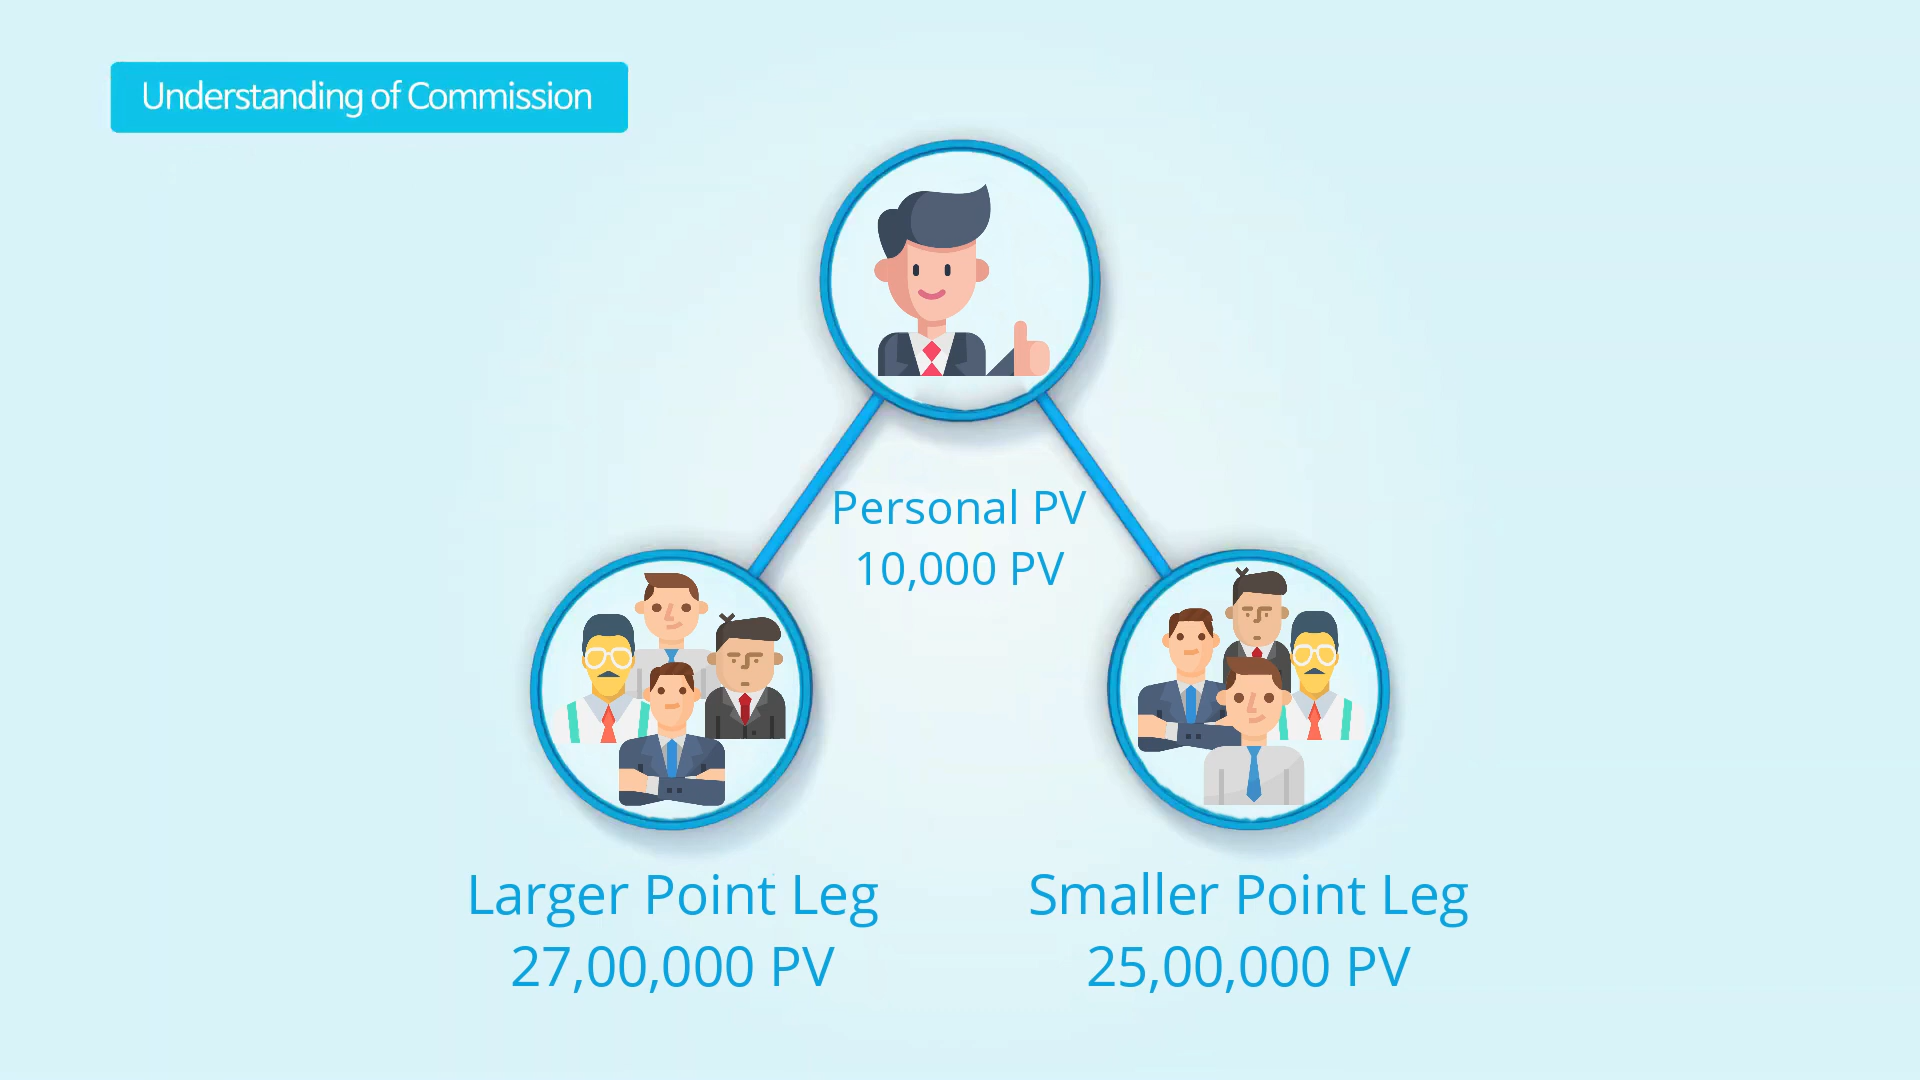 Understanding of Commission
Personal PV
10,000 PV
Larger Point Leg
27,00,000 PV
Smaller Point Leg
25,00,000 PV